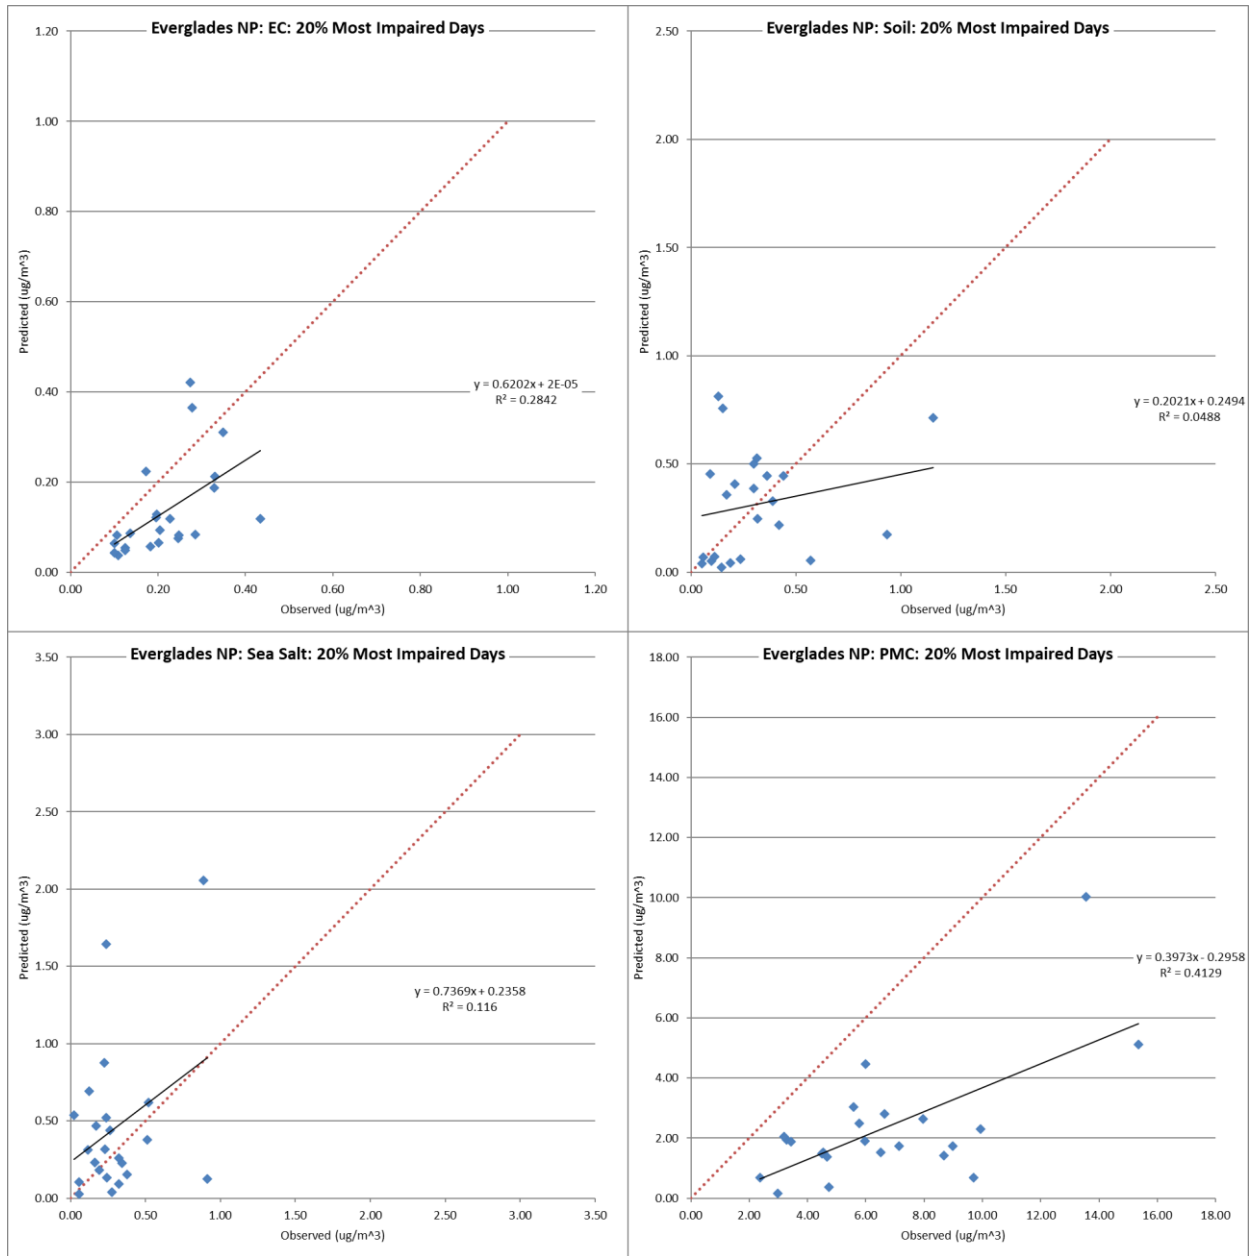 Everglades NP: EC: 20% Most Impaired Days
1.20
1.00
0.80
0.60
0.40
0.20
0.00
Predicted (ug/m^3)
y = 0.6202x + 2E-05
R² = 0.2842
0.00 0.20 0.40 0.60 0.80 1.00 1.20
Observed (ug/m^3)
Everglades NP: Soil: 20% Most Impaired Days
2.50
2.00
1.50
1.00
0.50
0.00
Predicted (ug/m^3)
y = 0.2021x + 0.2494
R² = 0.0488
0.00 0.50 1.00 1.50 2.00 2.50
Observed (ug/m^3)
Everglades NP: Sea Salt: 20% Most Impaired Days
3.50
3.00
2.50
2.00
1.50
1.00
0.50
0.00
Predicted (ug/m^3)
y = 0.7369x + 0.2358
R² = 0.116
0.00 0.50 1.00 1.50 2.00 2.50 3.00 3.50
Observed (ug/m^3)
Everglades NP: PMC: 20% Most Impaired Days
18.00
16.00
14.00
12.00
10.00
8.00
6.00
4.00
2.00
0.00
Predicted (ug/m^3)
y = 0.3973x - 0.2958
R² = 0.4129
0.00 2.00 4.00 6.00 8.00 10.00 12.00 14.00 16.00 18.00
Observed (ug/m^3)